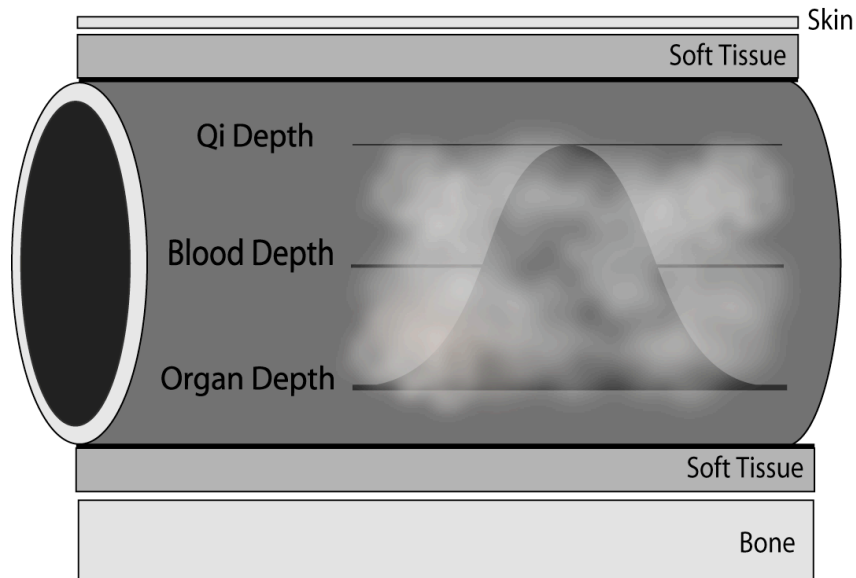 Skin
Soft Tissue
Qi Depth
Blood Depth
Organ Depth
Soft Tissue
Bone